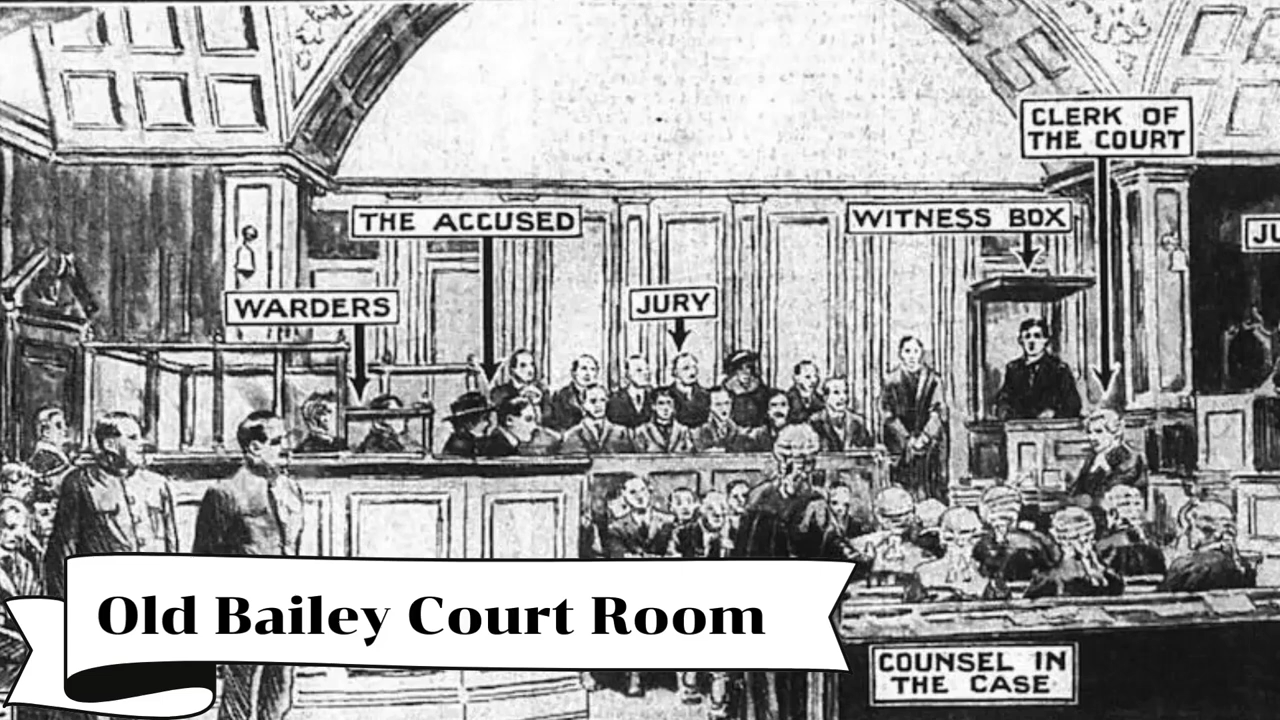 CLERK OF
THE COURT
THE ACCUSED
WITNESS BOX
WARDERS
JURY
Old Bailey Court Room
COUNSEL IN
THE CASE